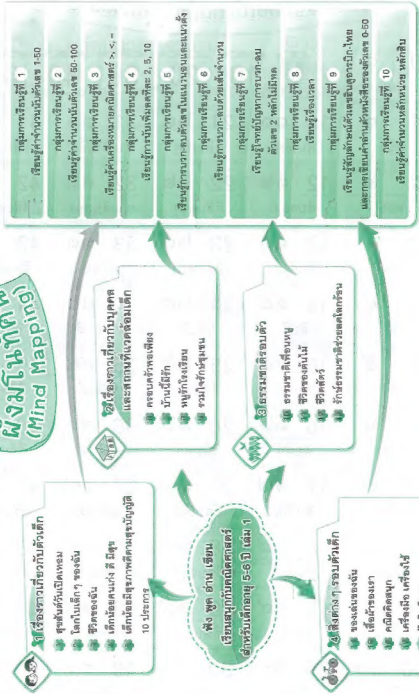 ผังมโนทัศน์
(Mind Mapping)
1 เรื่องราวเกี่ยวกับตัวเด็ก
สุขสันต์วันเปิดเทอม
โลกใบเล็ก ๆ ของฉัน
ชีวิตของฉัน
เด็กน้อยคนเก่ง ดี มีสุข
เด็กน้อยมีสุขภาพดีตามสุขบัญญัติ
10 ประการ
2 เรื่องราวเกี่ยวกับบุคคล
และสถานที่แวดล้อมเด็ก
ครอบครัวพอเพียง
บ้านนี้มีรัก
หนูรักโรงเรียน
รวมใจรักษ์ชุมชน
ฟัง พูด อ่าน เขียน
เรียนสนุกกับคณิตศาสตร์
สำหรับเด็กอายุ 5-6 ปี เล่ม 1
3 ธรรมชาติรอบตัว
ธรรมชาติเพื่อนหนู
ชีวิตของต้นไม้
ชีวิตสัตว์
รักษ์ธรรมชาติช่วยลดโลกร้อน
4 สิ่งต่าง ๆ รอบตัวเด็ก
ของเล่นของฉัน
เสื้อผ้าของเรา
คณิตคิดสนุก
เครื่องมือ เครื่องใช้
กลุ่มการเรียนรู้ที่ 1
เรียนรู้ค่าจำนวนนับตัวเลข 1-50
กลุ่มการเรียนรู้ที่ 2
เรียนรู้ค่าจำนวนนับตัวเลข 50-100
กลุ่มการเรียนรู้ที่ 3
เรียนรู้ค่าเครื่องหมายคณิตศาสตร์ >, <, =
กลุ่มการเรียนรู้ที่ 4
เรียนรู้การนับเพิ่มลดทีละ 2, 5, 10
กลุ่มการเรียนรู้ที่ 5
เรียนรู้การบวก-ลบตัวเลขในแนวนอนและแนวตั้ง
กลุ่มการเรียนรู้ที่ 6
เรียนรู้การบวก-ลบด้วยเส้นจำนวน
กลุ่มการเรียนรู้ที่ 7
เรียนรู้โจทย์ปัญหาการบวก-ลบ
ตัวเลข 2 หลักไม่มีทด
กลุ่มการเรียนรู้ที่ 8
เรียนรู้เรื่องเวลา
กลุ่มการเรียนรู้ที่ 9
เรียนรู้สัญลักษณ์ตัวเลขฮินดูอารบิก-ไทย
และการเขียนคำอ่านตัวหนังสือของตัวเลข 0-50
กลุ่มการเรียนรู้ที่ 10
เรียนรู้ค่าจำนวนหลักหน่วย หลักสิบ